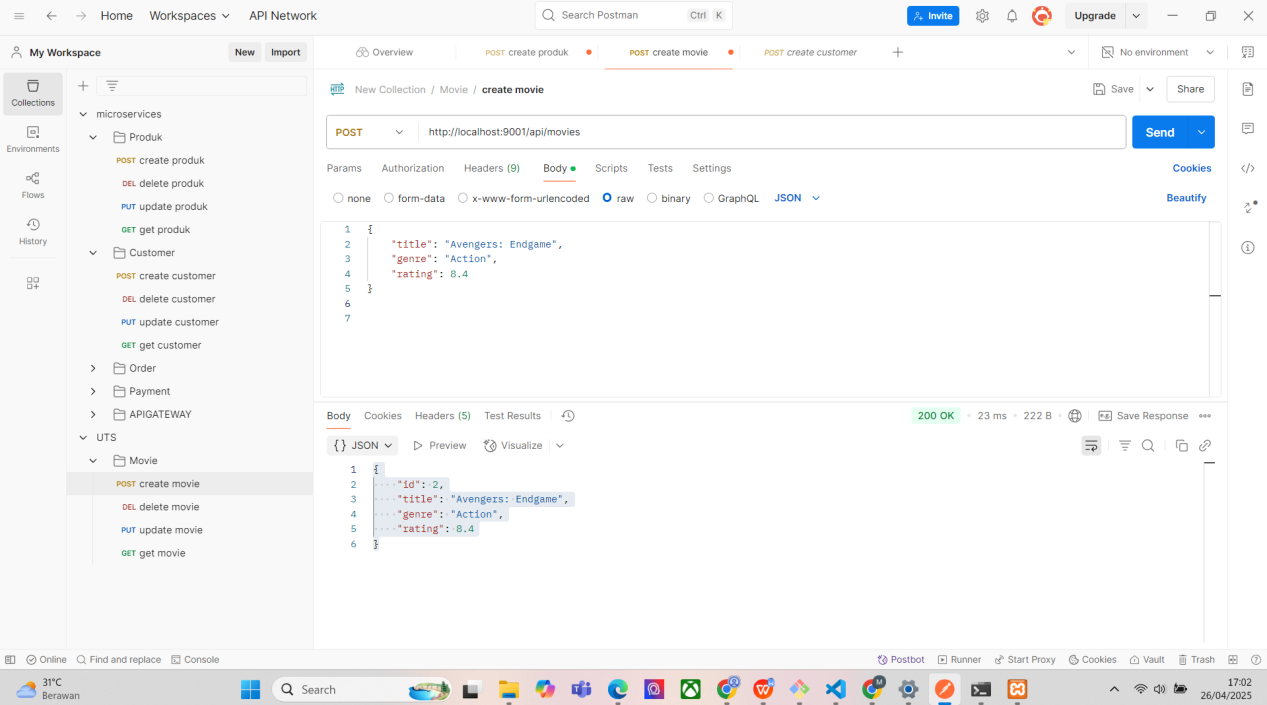 Home Workspaces API Network Search Postman Ctrl K Invite Upgrade
My Workspace New Import Overview POST create produk POST create movie POST create customer No environment
Collections
Environments
Flows
History
microservices
Produk
POST create produk
DEL delete produk
PUT update produk
GET get produk
Customer
POST create customer
DEL delete customer
PUT update customer
GET get customer
Order
Payment
APIGATEWAY
UTS
Movie
POST create movie
DEL delete movie
PUT update movie
GET get movie
HTTP New Collection / Movie / create movie Save Share
POST http://localhost:9001/api/movies Send
Params Authorization Headers (9) Body Scripts Tests Settings Cookies
none form-data x-www-form-urlencoded raw binary GraphQL JSON Beautify
1 {
2 "title": "Avengers: Endgame",
3 "genre": "Action",
4 "rating": 8.4
5 }
6
7
Body Cookies Headers (5) Test Results 200 OK 23 ms 222 B Save Response
{} JSON Preview Visualize
1 {
2 "id": 2,
3 "title": "Avengers: Endgame",
4 "genre": "Action",
5 "rating": 8.4
6 }
Online Find and replace Console Postbot Runner Start Proxy Cookies Vault Trash
31°C
Berawan
Search
17:02
26/04/2025